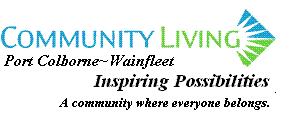 COMMUNITY LIVING
Port Colborne~Wainfleet
Inspiring Possibilities
A community where everyone belongs.